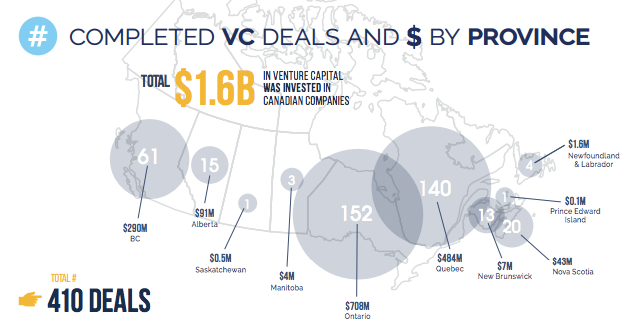 # COMPLETED VC DEALS AND $ BY PROVINCE
TOTAL $1.6B IN VENTURE CAPITAL
WAS INVESTED IN
CANADIAN COMPANIES
61
$290M
BC
15
$91M
Alberta
1
$0.5M
Saskatchewan
3
$4M
Manitoba
152
$708M
Ontario
140
$484M
Quebec
13
$7M
New Brunswick
20
$43M
Nova Scotia
1
$0.1M
Prince Edward
Island
4
$1.6M
Newfoundland
& Labrador
TOTAL #
410 DEALS